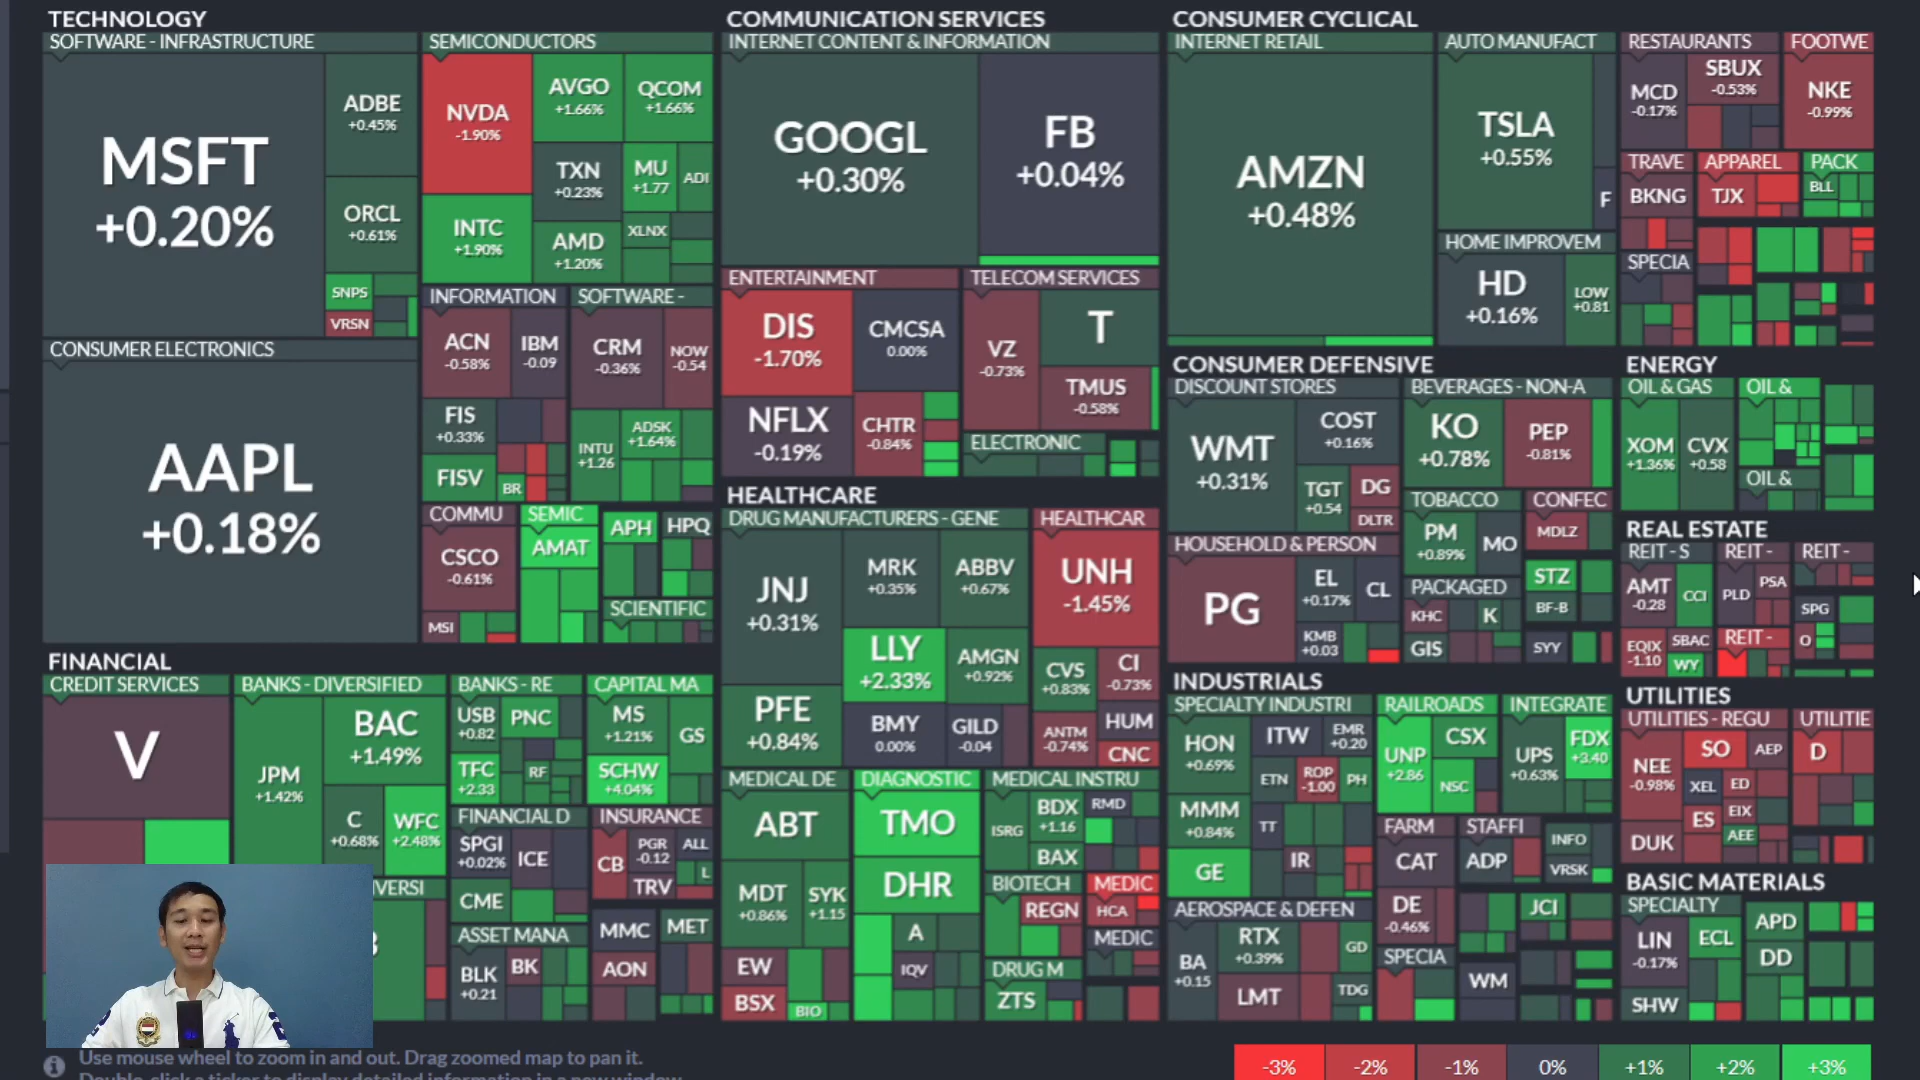 TECHNOLOGY
SOFTWARE - INFRASTRUCTURE
MSFT
+0.20%
ADBE
+0.45%
ORCL
+0.61%
SNPS
VRSN
CONSUMER ELECTRONICS
AAPL
+0.18%
SEMICONDUCTORS
NVDA
-1.90%
AVGO
+1.66%
QCOM
+1.66%
INTC
+1.90%
TXN
+0.23%
MU
+1.77
ADI
AMD
+1.20%
XLNX
INFORMATION
ACN
-0.58%
IBM
-0.09
FIS
+0.33%
FISV
BR
SOFTWARE -
CRM
-0.36%
NOW
-0.54
INTU
+1.26
ADSK
+1.64%
COMMU
CSCO
-0.61%
MSI
SEMIC
AMAT
APH
HPQ
SCIENTIFIC
COMMUNICATION SERVICES
INTERNET CONTENT & INFORMATION
GOOGL
+0.30%
FB
+0.04%
ENTERTAINMENT
DIS
-1.70%
CMCSA
0.00%
NFLX
-0.19%
CHTR
-0.84%
TELECOM SERVICES
VZ
-0.73%
T
TMUS
-0.58%
ELECTRONIC
CONSUMER CYCLICAL
INTERNET RETAIL
AMZN
+0.48%
AUTO MANUFACT
TSLA
+0.55%
F
HOME IMPROVEM
HD
+0.16%
LOW
+0.81
RESTAURANTS
MCD
-0.17%
SBUX
-0.53%
FOOTWE
NKE
-0.99%
TRAVE
BKNG
APPAREL
TJX
PACK
BLL
SPECIA
CONSUMER DEFENSIVE
DISCOUNT STORES
WMT
+0.31%
COST
+0.16%
TGT
+0.54
DG
DLTR
BEVERAGES - NON-A
KO
+0.78%
PEP
-0.81%
HOUSEHOLD & PERSON
PG
EL
+0.17%
CL
KMB
+0.03
TOBACCO
PM
+0.89%
MO
CONFEC
MDLZ
PACKAGED
KHC
K
GIS
STZ
BF-B
SYY
ENERGY
OIL & GAS
XOM
+1.36%
CVX
+0.58
OIL &
OIL &
REAL ESTATE
REIT - S
AMT
-0.28
CCI
EQIX
-1.10
SBAC
WY
REIT -
PLD
PSA
REIT -
REIT -
SPG
O
HEALTHCARE
DRUG MANUFACTURERS - GENE
JNJ
+0.31%
MRK
+0.35%
ABBV
+0.67%
LLY
+2.33%
AMGN
+0.92%
PFE
+0.84%
BMY
0.00%
GILD
-0.04
HEALTHCAR
UNH
-1.45%
CVS
+0.83%
CI
-0.73%
ANTM
-0.74%
HUM
CNC
MEDICAL DE
ABT
MDT
+0.86%
SYK
+1.15
EW
BSX
BIO
DIAGNOSTIC
TMO
DHR
A
IQV
MEDICAL INSTRU
ISRG
BDX
+1.16
RMD
BAX
BIOTECH
REGN
MEDIC
HCA
MEDIC
DRUG M
ZTS
FINANCIAL
CREDIT SERVICES
V
BANKS - DIVERSIFIED
JPM
+1.42%
BAC
+1.49%
C
+0.68%
WFC
+2.48%
IVERSI
BANKS - RE
USB
+0.82
PNC
TFC
+2.33
RF
CAPITAL MA
MS
+1.21%
GS
SCHW
+4.04%
FINANCIAL D
SPGI
+0.02%
ICE
CME
INSURANCE
CB
PGR
-0.12
ALL
L
TRV
ASSET MANA
BLK
+0.21
BK
MMC
MET
AON
INDUSTRIALS
SPECIALTY INDUSTRI
HON
+0.69%
ITW
EMR
+0.20
ETN
ROP
-1.00
PH
MMM
+0.84%
TT
GE
IR
RAILROADS
UNP
+2.86
CSX
NSC
INTEGRATE
UPS
+0.63%
FDX
+3.40
FARM
CAT
DE
-0.46%
STAFFI
ADP
INFO
VRSK
JCI
AEROSPACE & DEFEN
BA
+0.15
RTX
+0.39%
GD
LMT
TDG
SPECIA
WM
UTILITIES
UTILITIES - REGU
NEE
-0.98%
SO
AEP
XEL
ED
ES
EIX
DUK
AEE
UTILITIE
D
BASIC MATERIALS
SPECIALTY
LIN
-0.17%
ECL
SHW
APD
DD
Use mouse wheel to zoom in and out. Drag zoomed map to pan it.
Double-click a ticker to display detailed information in a new window.
-3% -2% -1% 0% +1% +2% +3%